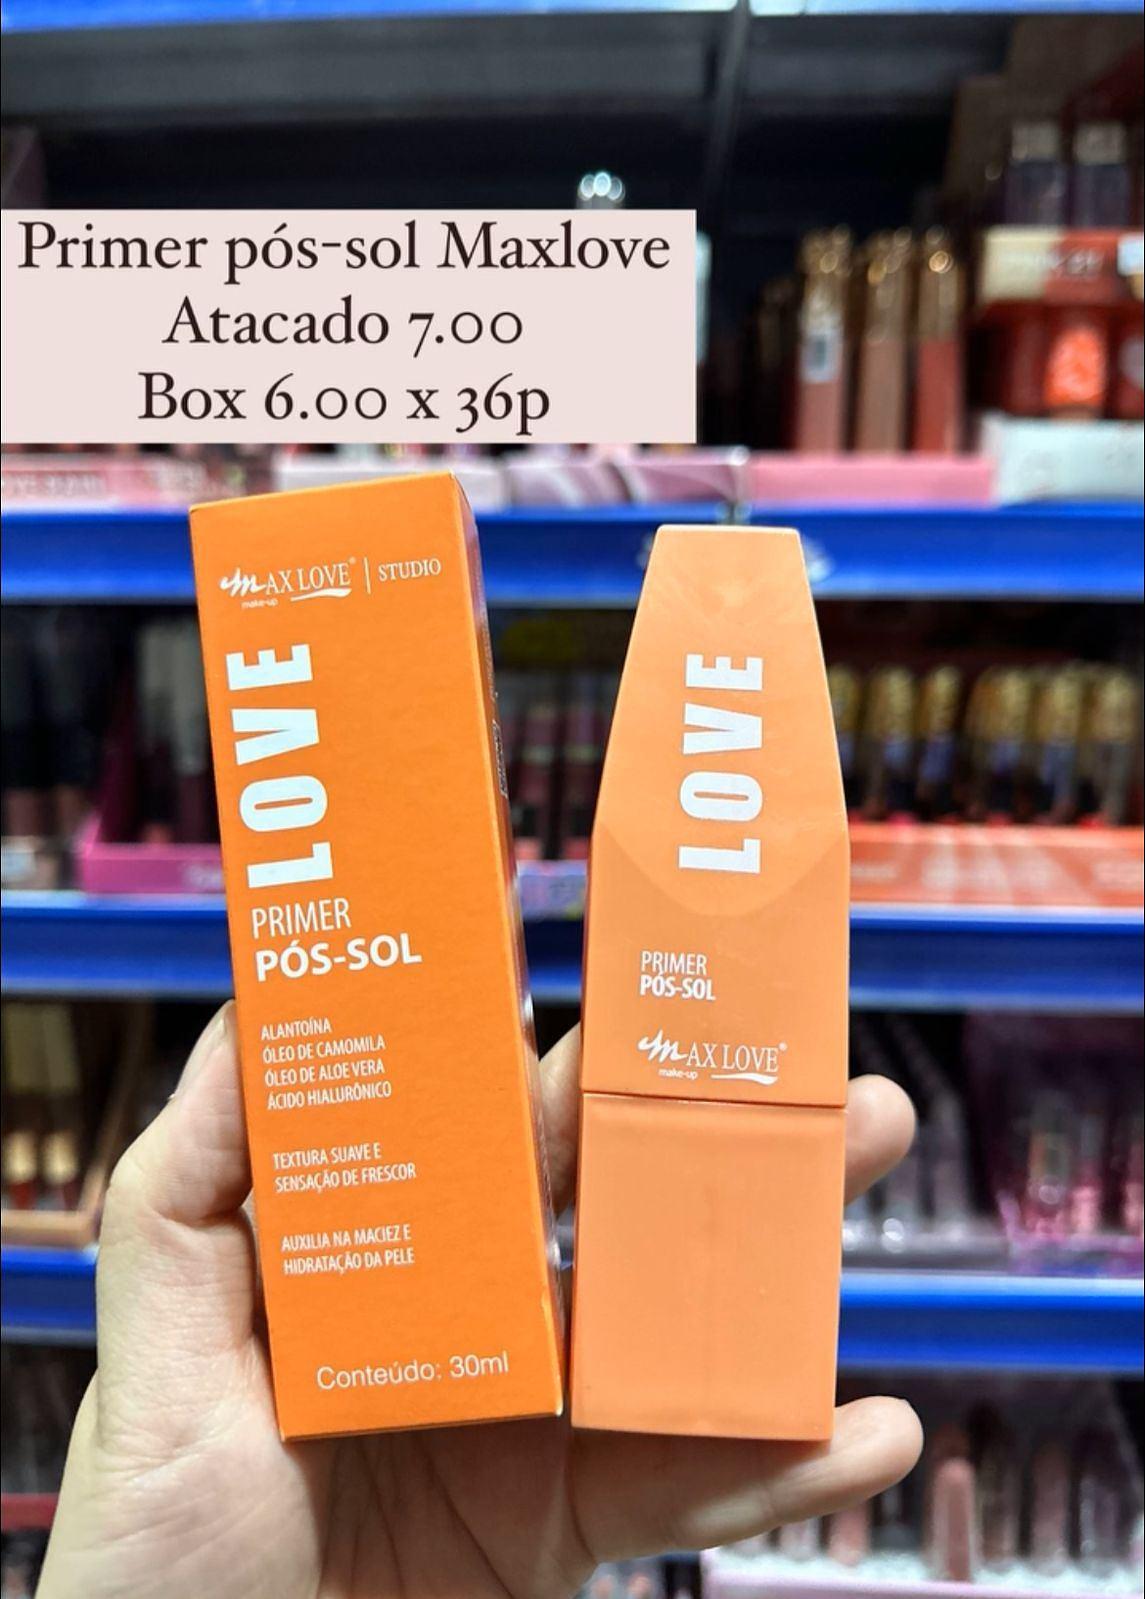 Primer pós-sol Maxlove
Atacado 7.00
Box 6.00 x 36p
MAX LOVE® | STUDIO
make-up
LOVE
PRIMER
PÓS-SOL
ALANTOÍNA
ÓLEO DE CAMOMILA
ÓLEO DE ALOE VERA
ÁCIDO HIALURÔNICO
TEXTURA SUAVE E
SENSAÇÃO DE FRESCOR
AUXILIA NA MACIEZ E
HIDRATAÇÃO DA PELE
Conteúdo: 30ml
LOVE
PRIMER
PÓS-SOL
MAX LOVE®
make-up